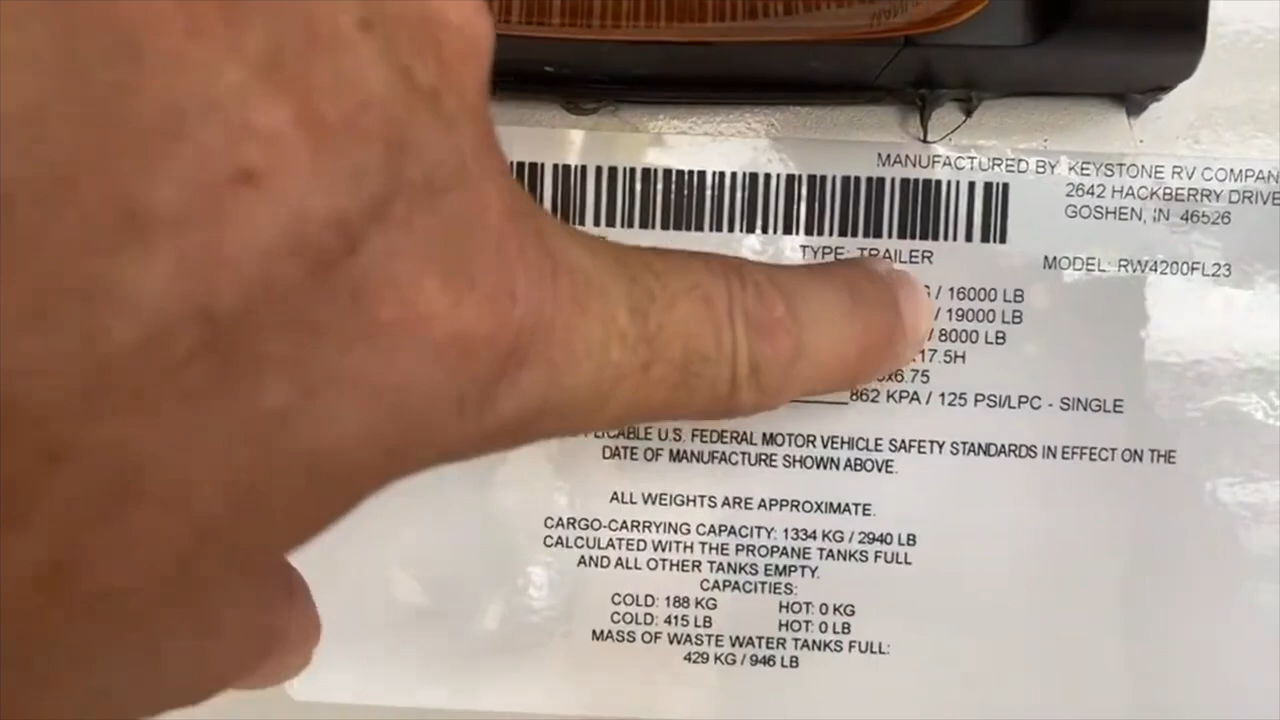 MANUFACTURED BY: KEYSTONE RV COMPAN
2642 HACKBERRY DRIVE
GOSHEN, IN 46526
TYPE: TRAILER
MODEL: RW4200FL23
/ 16000 LB
/ 19000 LB
/ 8000 LB
17.5H
x6.75
862 KPA / 125 PSI/LPC - SINGLE
U.S. FEDERAL MOTOR VEHICLE SAFETY STANDARDS IN EFFECT ON THE
DATE OF MANUFACTURE SHOWN ABOVE.
ALL WEIGHTS ARE APPROXIMATE.
CARGO-CARRYING CAPACITY: 1334 KG / 2940 LB
CALCULATED WITH THE PROPANE TANKS FULL
AND ALL OTHER TANKS EMPTY.
CAPACITIES:
COLD: 188 KG HOT: 0 KG
COLD: 415 LB HOT: 0 LB
MASS OF WASTE WATER TANKS FULL:
429 KG / 946 LB